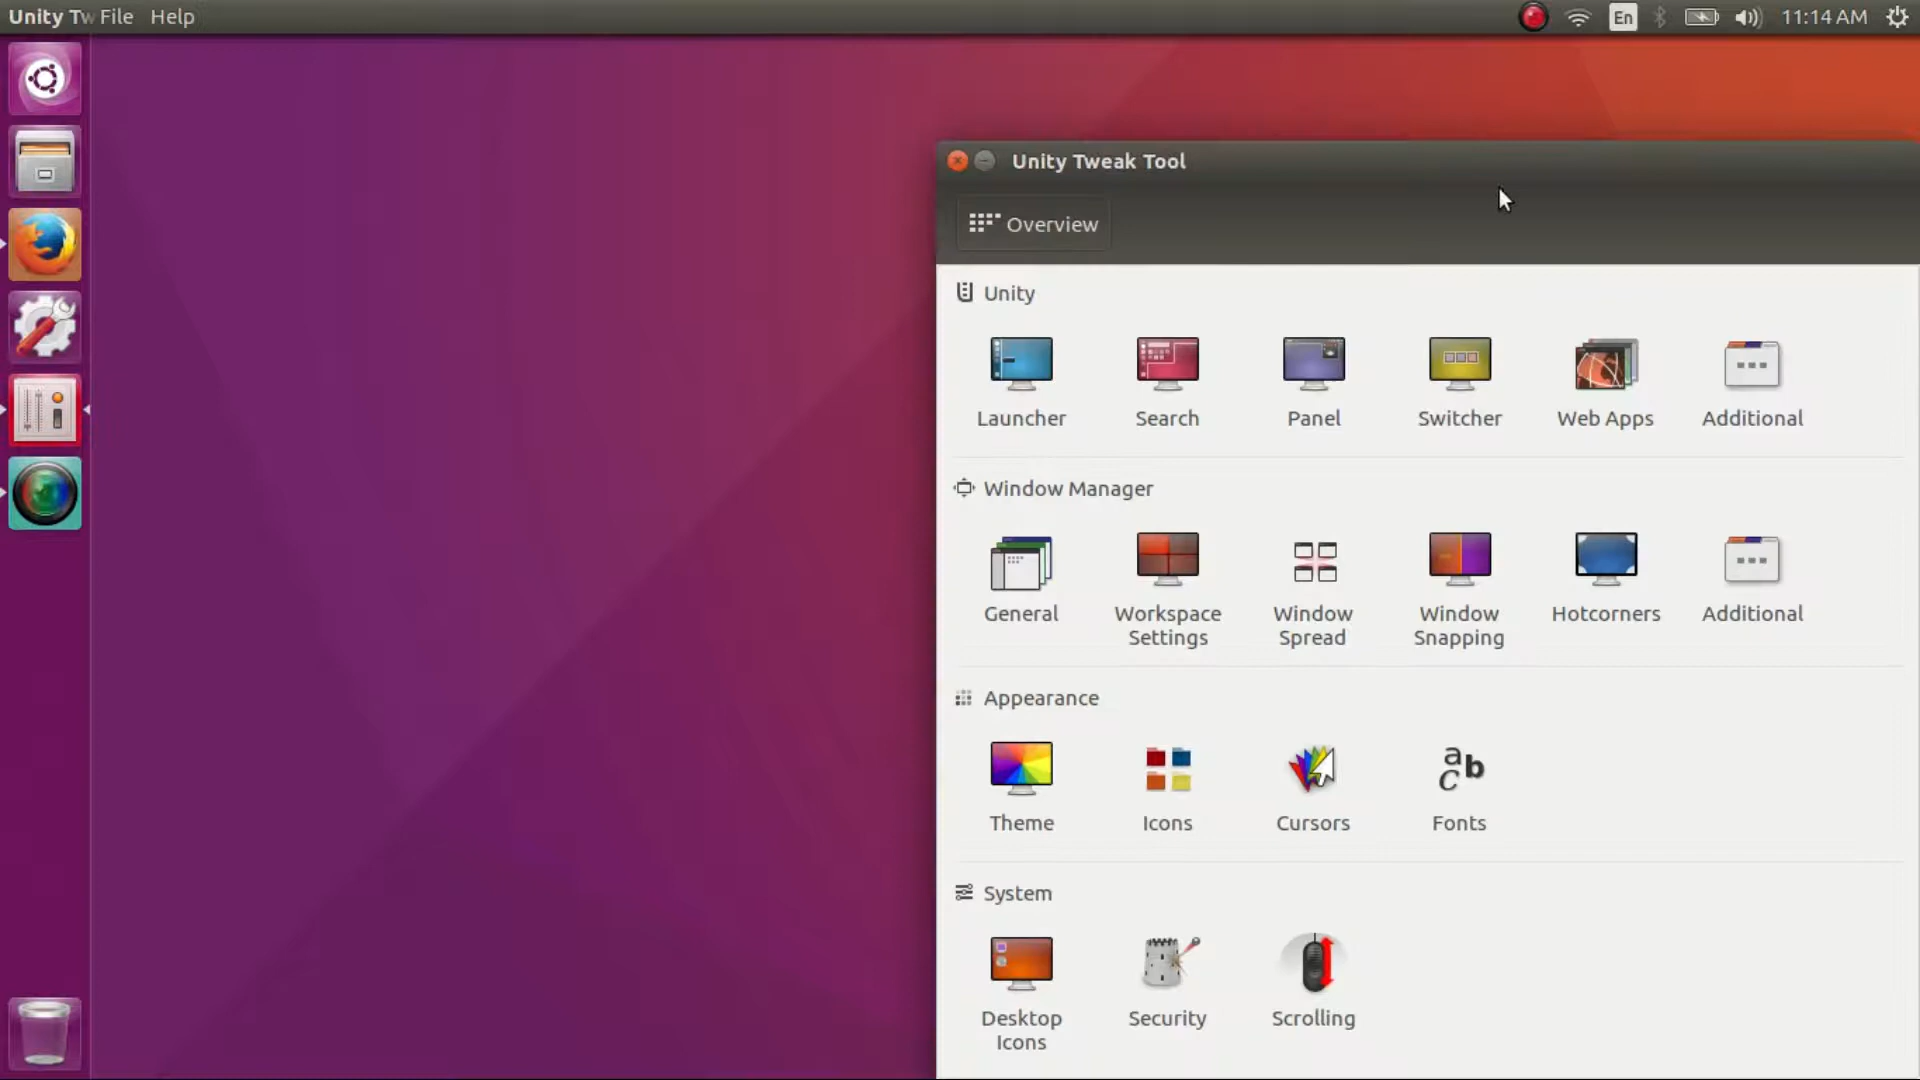 Unity Tw File Help
En 11:14 AM
Unity Tweak Tool
Overview
Unity
Launcher Search Panel Switcher Web Apps Additional
Window Manager
General Workspace Settings Window Spread Window Snapping Hotcorners Additional
Appearance
Theme Icons Cursors Fonts
a b c
System
Desktop Icons Security Scrolling